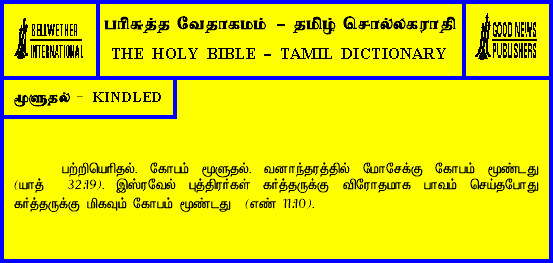 BELLWETHER
INTERNATIONAL
பரிசுத்த வேதாகமம் - தமிழ் சொல்லகராதி
THE HOLY BIBLE - TAMIL DICTIONARY
GOOD NEWS
PUBLISHERS
மூளுதல் - KINDLED
பற்றியெரிதல். கோபம் மூளுதல். வனாந்தரத்தில் மோசேக்கு கோபம் மூண்டது
(யாத் 32:19). இஸ்ரவேல் புத்திரர்கள் கர்த்தருக்கு விரோதமாக பாவம் செய்தபோது
கர்த்தருக்கு மிகவும் கோபம் மூண்டது (எண் 11:10).